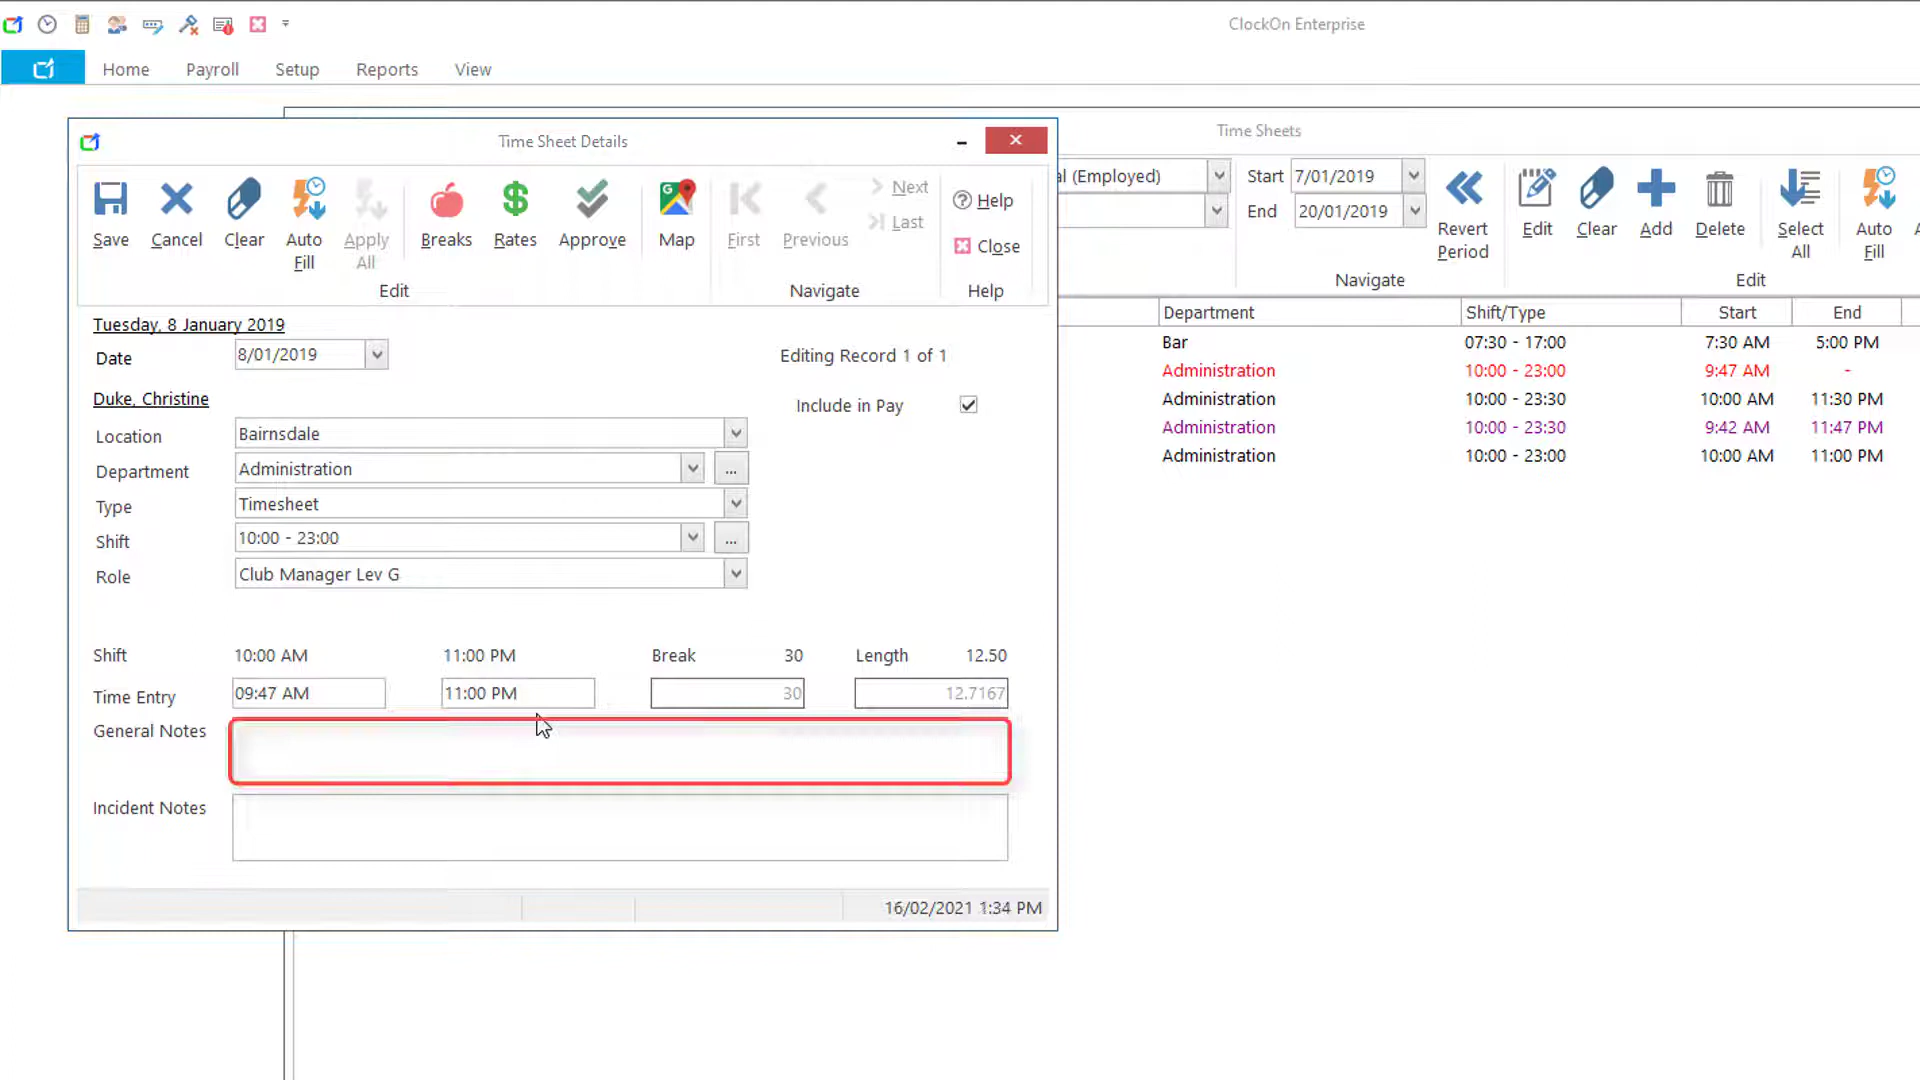 ClockOn Enterprise
Home Payroll Setup Reports View
Time Sheet Details
Time Sheets
Save Cancel Clear Auto Fill Apply All Breaks Rates Approve Map First Previous Next Last Help Close
Edit Navigate Help
al (Employed) Start 7/01/2019
End 20/01/2019
Revert Period Edit Clear Add Delete Select All Auto Fill
Navigate Edit
Tuesday, 8 January 2019
Date 8/01/2019 Editing Record 1 of 1
Include in Pay
Duke, Christine
Location Bairnsdale
Department Administration ...
Type Timesheet
Shift 10:00 - 23:00 ...
Role Club Manager Lev G
Shift 10:00 AM 11:00 PM Break 30 Length 12.50
Time Entry 09:47 AM 11:00 PM 30 12.7167
General Notes
Incident Notes
16/02/2021 1:34 PM
Department Shift/Type Start End
Bar 07:30 - 17:00 7:30 AM 5:00 PM
Administration 10:00 - 23:00 9:47 AM -
Administration 10:00 - 23:30 10:00 AM 11:30 PM
Administration 10:00 - 23:30 9:42 AM 11:47 PM
Administration 10:00 - 23:00 10:00 AM 11:00 PM